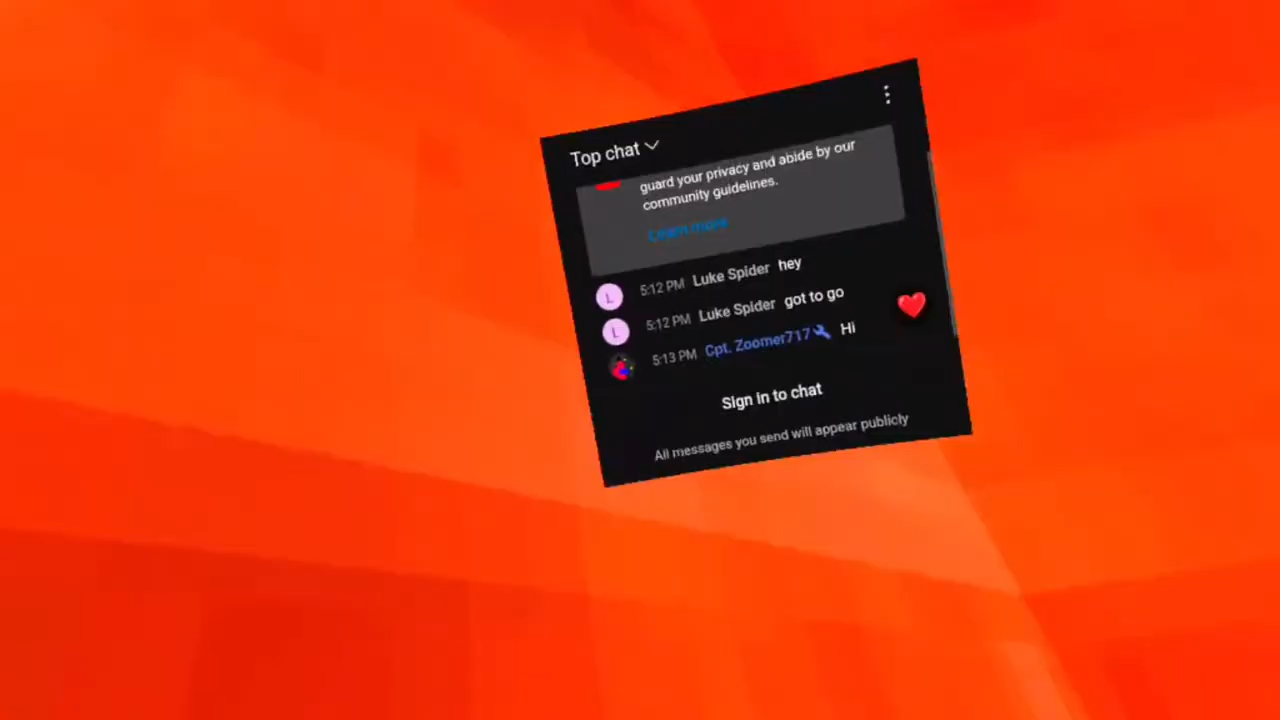 Top chat
guard your privacy and abide by our
community guidelines.
Learn more
L 5:12 PM Luke Spider hey
L 5:12 PM Luke Spider got to go
5:13 PM Cpt. Zoomer717 Hi
Sign in to chat
All messages you send will appear publicly